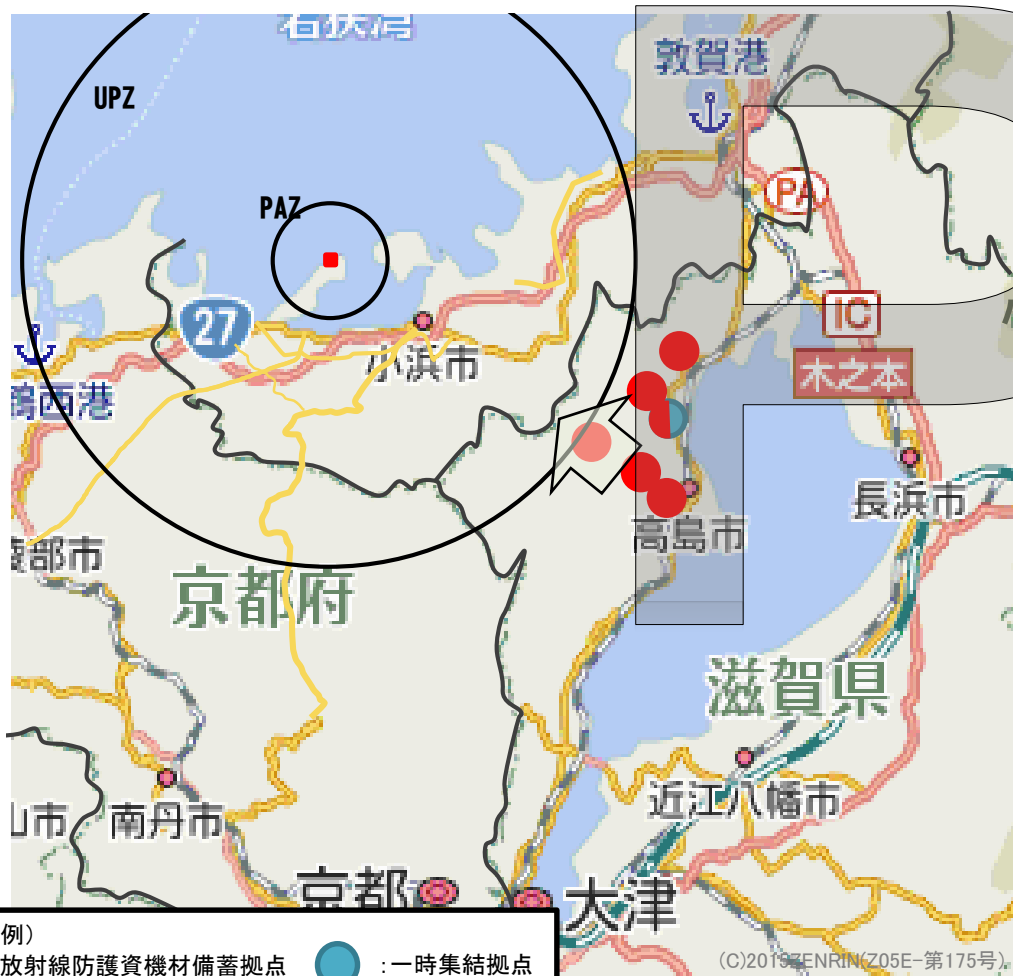 若狭湾
敦賀港
UPZ
PA
PAZ
27
IC
小浜市
木之本
鶴西港
長浜市
高島市
綾部市
京都府
滋賀県
近江八幡市
山市
南丹市
京都
大津
例)
放射線防護資機材備蓄拠点
:一時集結拠点
(C)2015ZENRIN(Z05E-第175号)